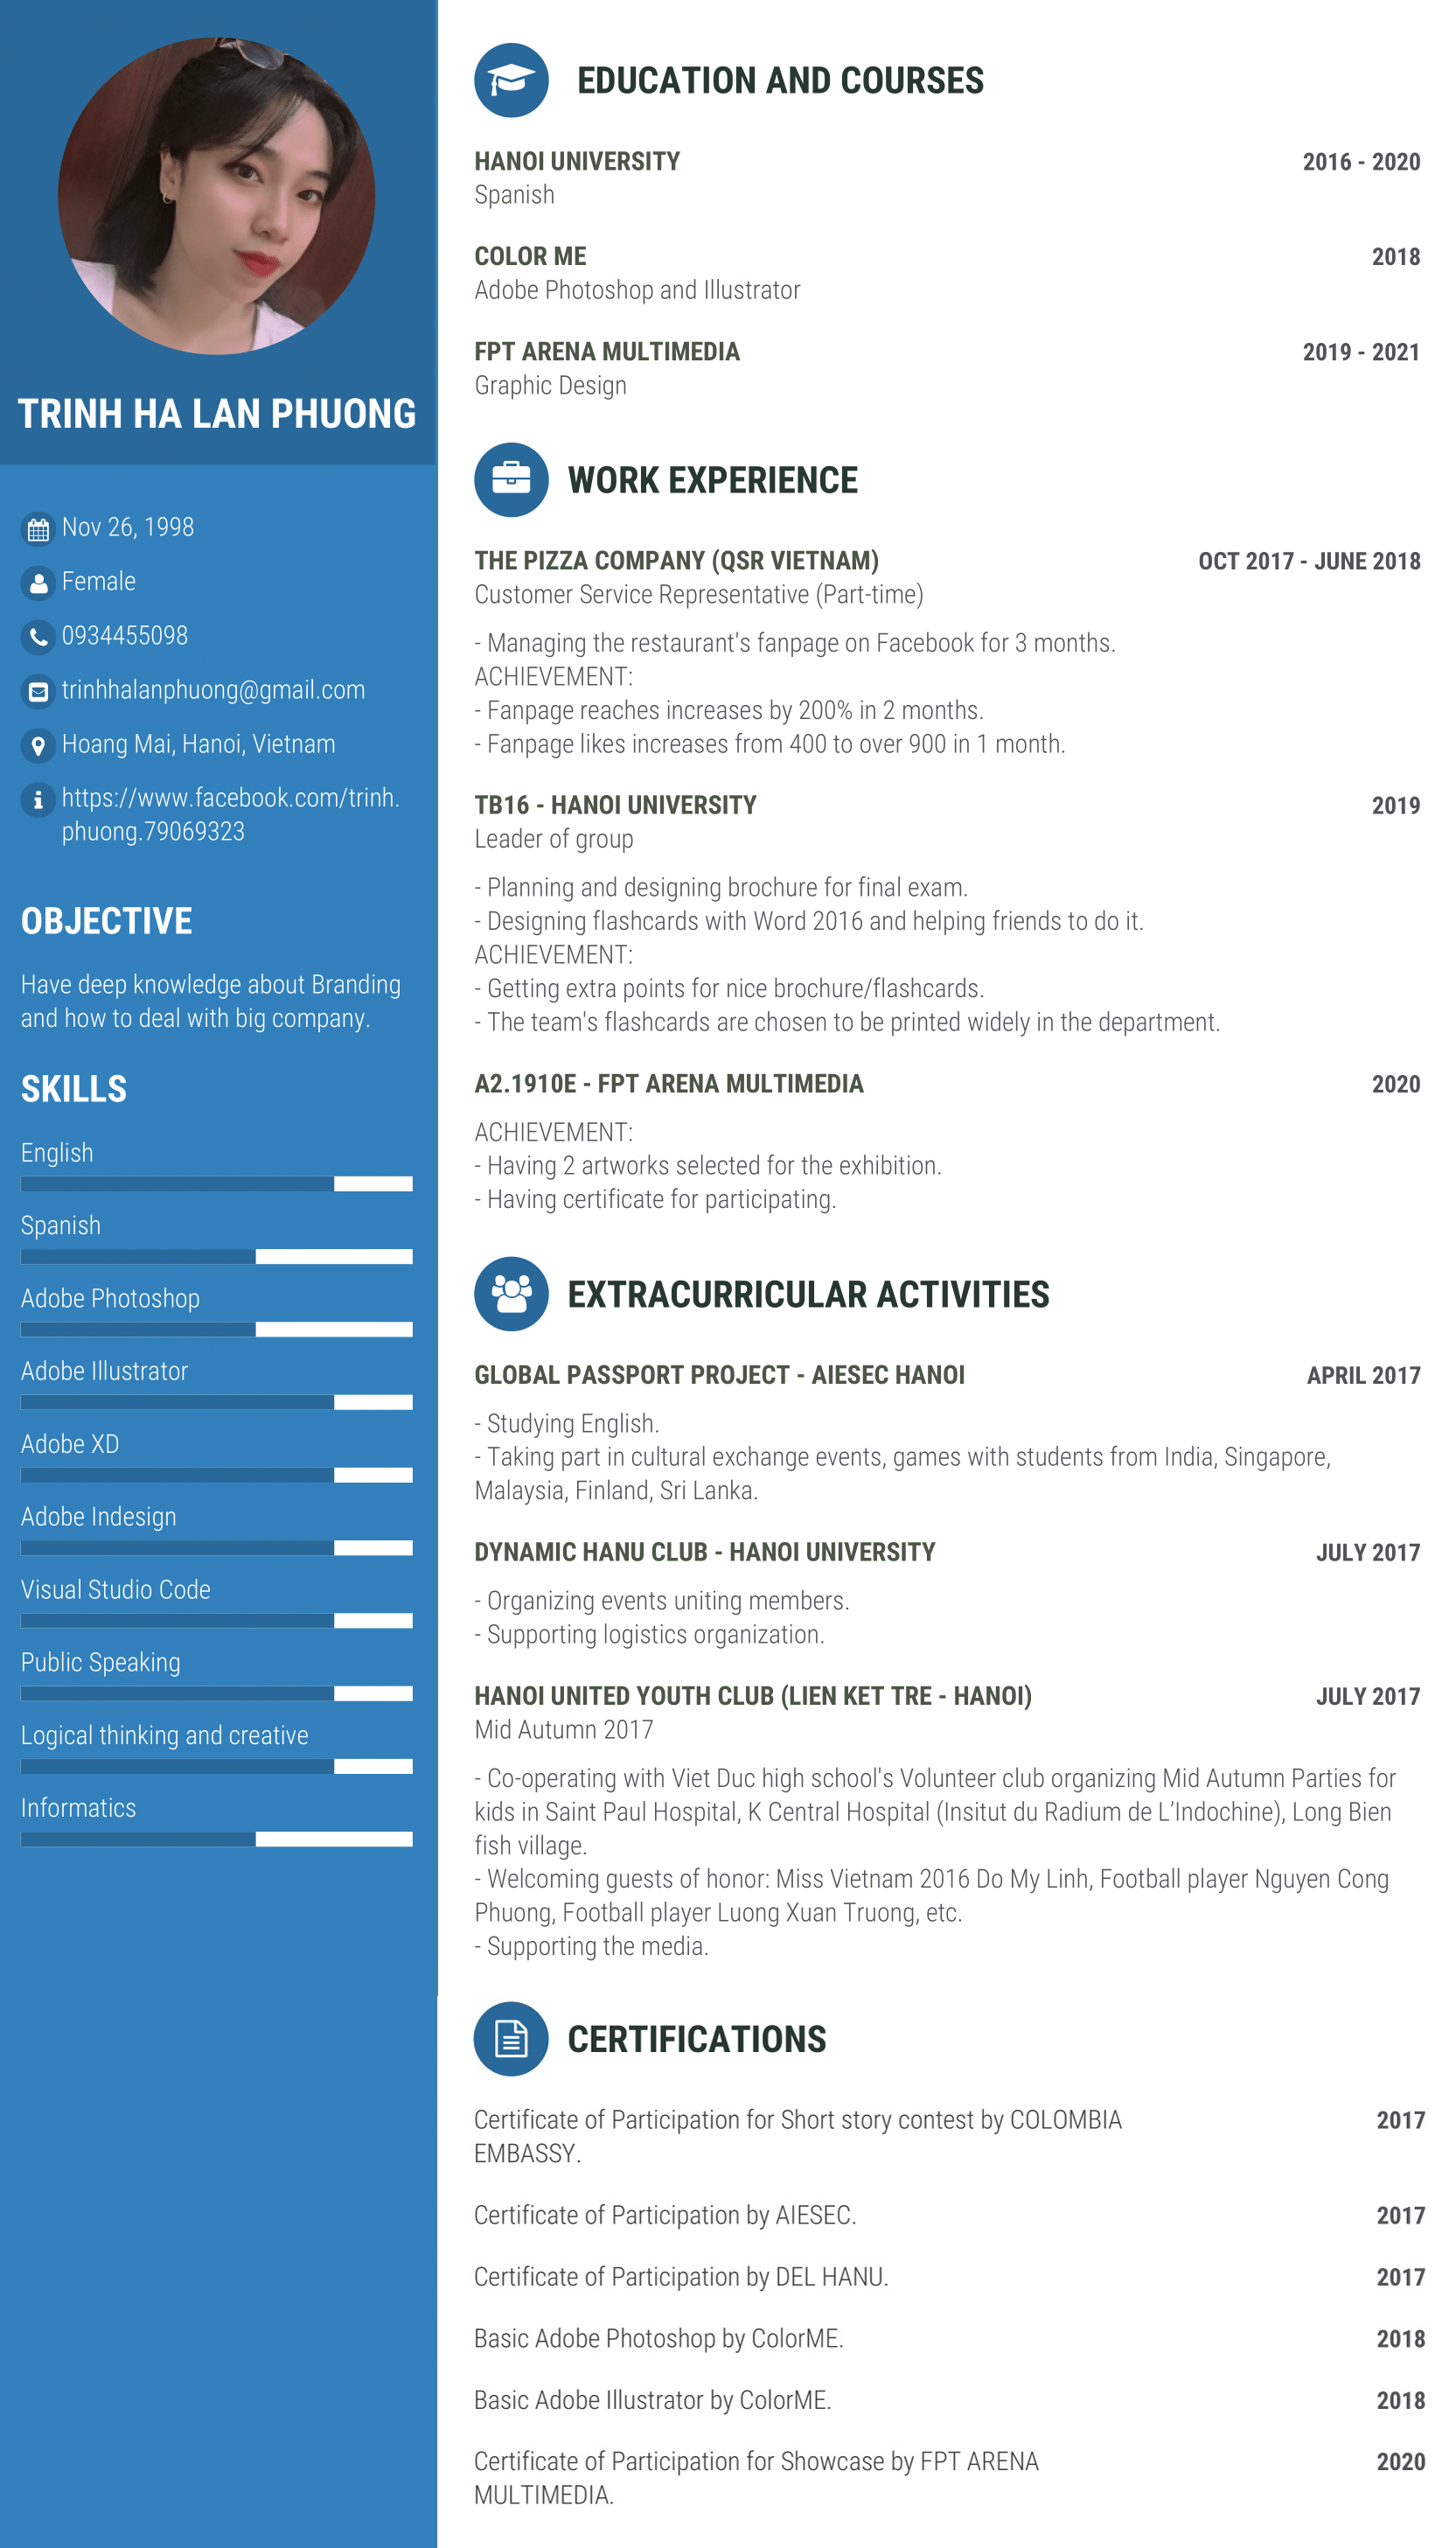 TRINH HA LAN PHUONG
Nov 26, 1998
Female
0934455098
trinhhalanphuong@gmail.com
Hoang Mai, Hanoi, Vietnam
https://www.facebook.com/trinh.
phuong.79069323
OBJECTIVE
Have deep knowledge about Branding
and how to deal with big company.
SKILLS
English
Spanish
Adobe Photoshop
Adobe Illustrator
Adobe XD
Adobe Indesign
Visual Studio Code
Public Speaking
Logical thinking and creative
Informatics
EDUCATION AND COURSES
HANOI UNIVERSITY 2016 - 2020
Spanish
COLOR ME 2018
Adobe Photoshop and Illustrator
FPT ARENA MULTIMEDIA 2019 - 2021
Graphic Design
WORK EXPERIENCE
THE PIZZA COMPANY (QSR VIETNAM) OCT 2017 - JUNE 2018
Customer Service Representative (Part-time)
- Managing the restaurant's fanpage on Facebook for 3 months.
ACHIEVEMENT:
- Fanpage reaches increases by 200% in 2 months.
- Fanpage likes increases from 400 to over 900 in 1 month.
TB16 - HANOI UNIVERSITY 2019
Leader of group
- Planning and designing brochure for final exam.
- Designing flashcards with Word 2016 and helping friends to do it.
ACHIEVEMENT:
- Getting extra points for nice brochure/flashcards.
- The team's flashcards are chosen to be printed widely in the department.
A2.1910E - FPT ARENA MULTIMEDIA 2020
ACHIEVEMENT:
- Having 2 artworks selected for the exhibition.
- Having certificate for participating.
EXTRACURRICULAR ACTIVITIES
GLOBAL PASSPORT PROJECT - AIESEC HANOI APRIL 2017
- Studying English.
- Taking part in cultural exchange events, games with students from India, Singapore,
Malaysia, Finland, Sri Lanka.
DYNAMIC HANU CLUB - HANOI UNIVERSITY JULY 2017
- Organizing events uniting members.
- Supporting logistics organization.
HANOI UNITED YOUTH CLUB (LIEN KET TRE - HANOI) JULY 2017
Mid Autumn 2017
- Co-operating with Viet Duc high school's Volunteer club organizing Mid Autumn Parties for
kids in Saint Paul Hospital, K Central Hospital (Insitut du Radium de L’Indochine), Long Bien
fish village.
- Welcoming guests of honor: Miss Vietnam 2016 Do My Linh, Football player Nguyen Cong
Phuong, Football player Luong Xuan Truong, etc.
- Supporting the media.
CERTIFICATIONS
Certificate of Participation for Short story contest by COLOMBIA 2017
EMBASSY.
Certificate of Participation by AIESEC. 2017
Certificate of Participation by DEL HANU. 2017
Basic Adobe Photoshop by ColorME. 2018
Basic Adobe Illustrator by ColorME. 2018
Certificate of Participation for Showcase by FPT ARENA 2020
MULTIMEDIA.